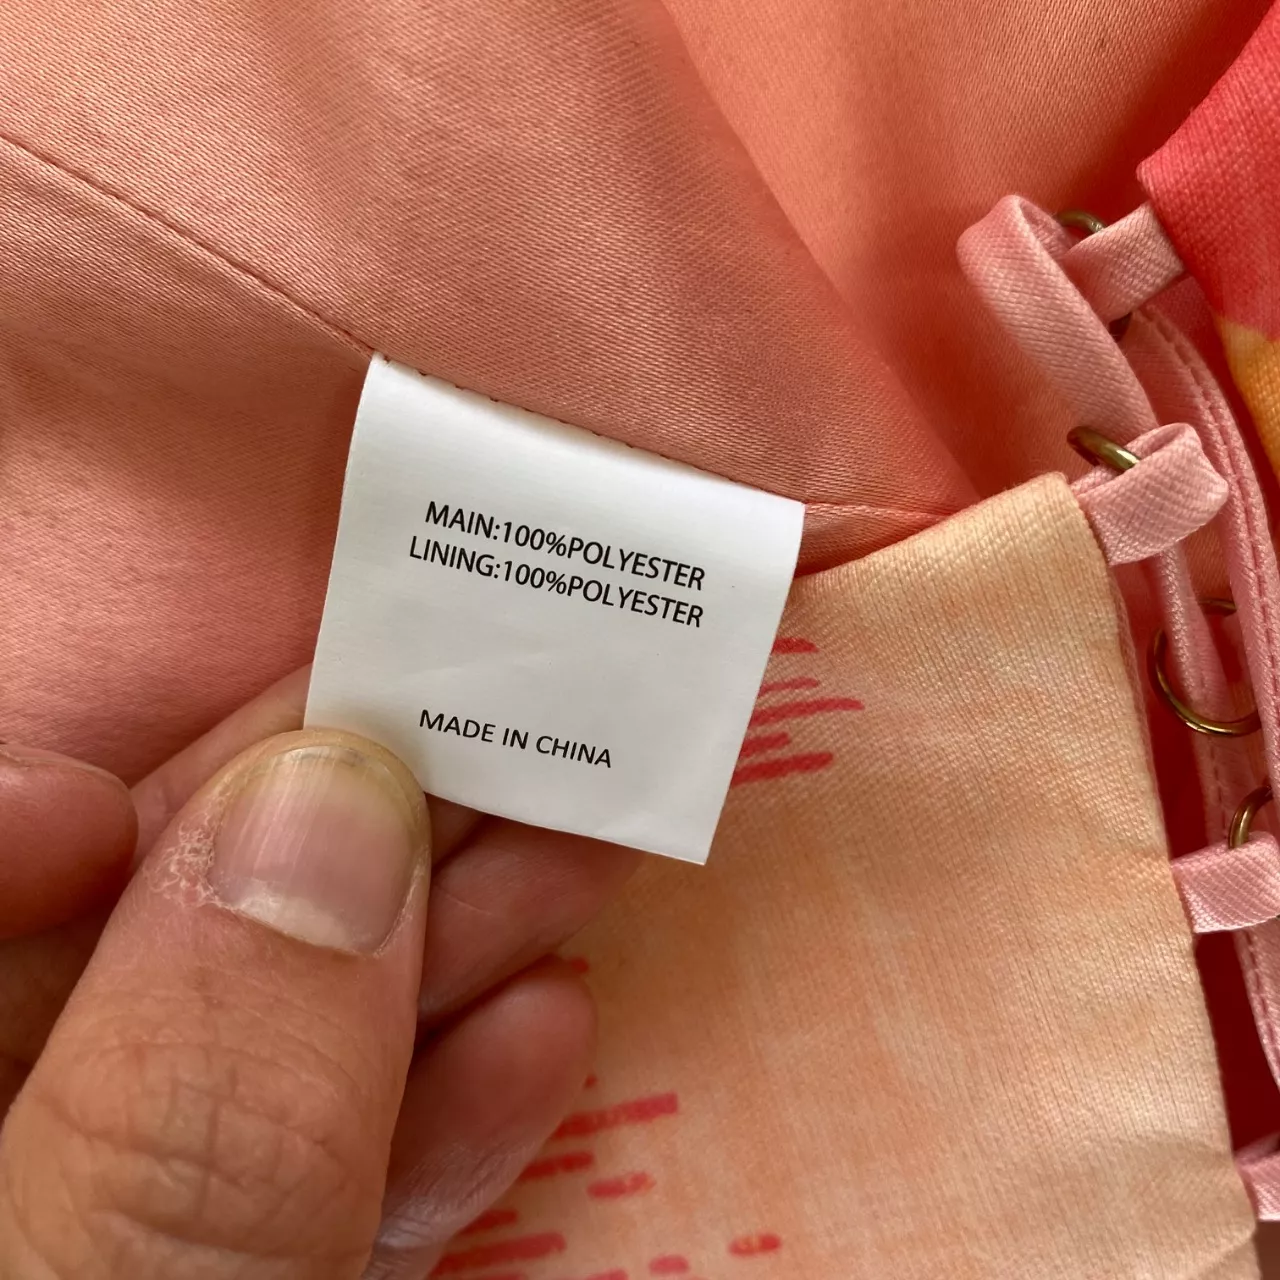 MAIN:100%POLYESTER
LINING:100%POLYESTER
MADE IN CHINA